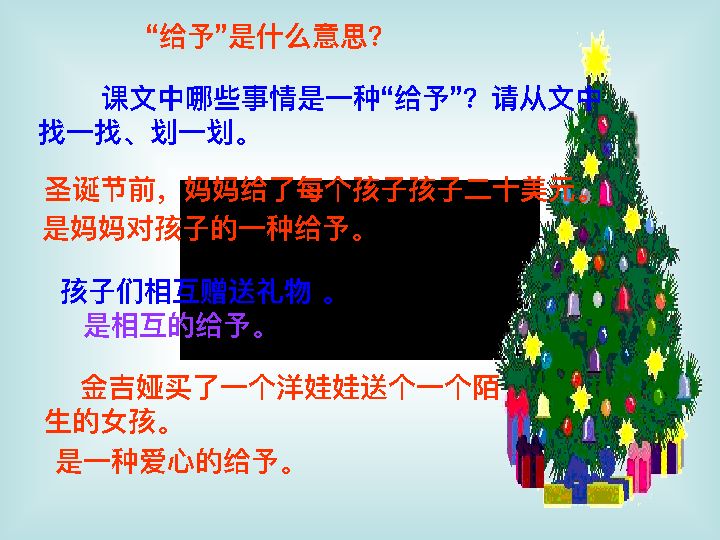 “给予”是什么意思?
课文中哪些事情是一种“给予”?请从文中
找一找、划一划。
圣诞节前，妈妈给了每个孩子孩子二十美元。
是妈妈对孩子的一种给予。
孩子们相互赠送礼物 。
是相互的给予。
金吉娅买了一个洋娃娃送个一个陌
生的女孩。
是一种爱心的给予。